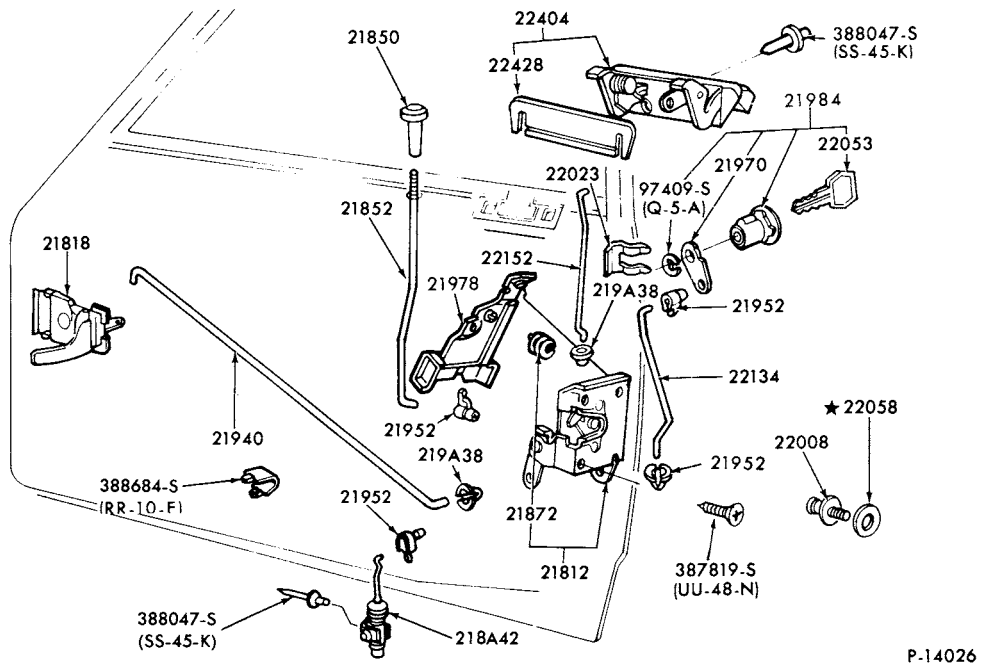 22404
21850
388047-S
(SS-45-K)
22428
21984
22053
21970
22023
97409-S
(Q-5-A)
21852
21818
22152
21978
219A38
21952
22134
★ 22058
21952
21940
219A38
21952
22008
388684-S
(RR-10-F)
21952
21872
21812
387819-S
(UU-48-N)
388047-S
(SS-45-K)
218A42
P-14026